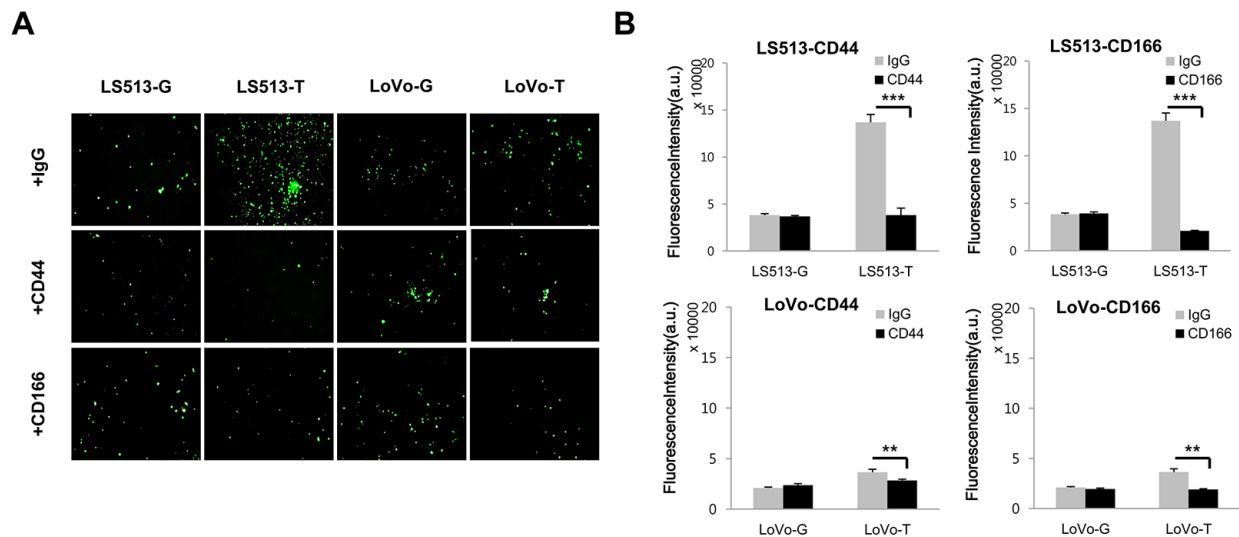 A
LS513-G LS513-T LoVo-G LoVo-T
+IgG
+CD44
+CD166
B
LS513-CD44
IgG
CD44
FluorescenceIntensity(a.u.)
x 10000
20
15
10
5
0
***
LS513-G LS513-T
LS513-CD166
IgG
CD166
Fluorescence Intensity(a.u.)
x 10000
20
15
10
5
0
***
LS513-G LS513-T
LoVo-CD44
IgG
CD44
FluorescenceIntensity(a.u.)
x 10000
20
15
10
5
0
**
LoVo-G LoVo-T
LoVo-CD166
IgG
CD166
FluorescenceIntensity(a.u.)
x 10000
20
15
10
5
0
**
LoVo-G LoVo-T